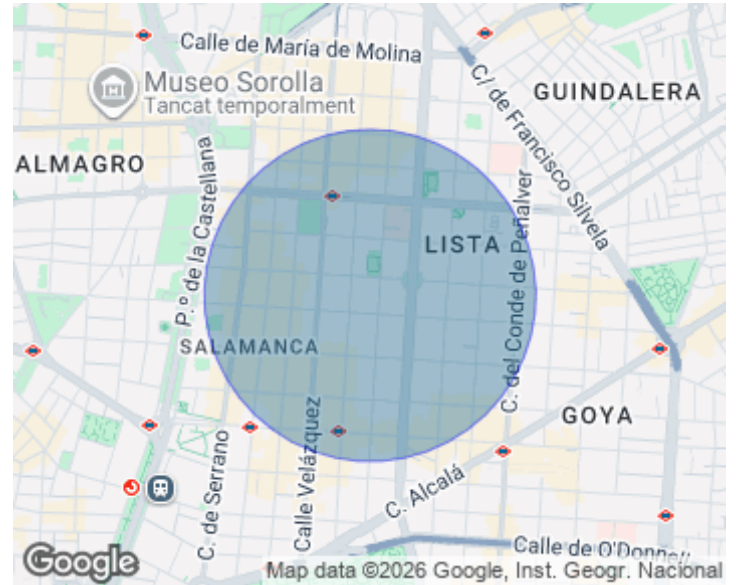 Calle de María de Molina
Museo Sorolla
Tancat temporalment
GUINDALERA
C/ de Francisco Silvela
ALMAGRO
P.º de la Castellana
LISTA
C. del Conde de Peñalver
SALAMANCA
GOYA
Calle Velázquez
C. de Serrano
C. Alcalá
Calle de O'Donnell
Google
Map data ©2026 Google, Inst. Geogr. Nacional